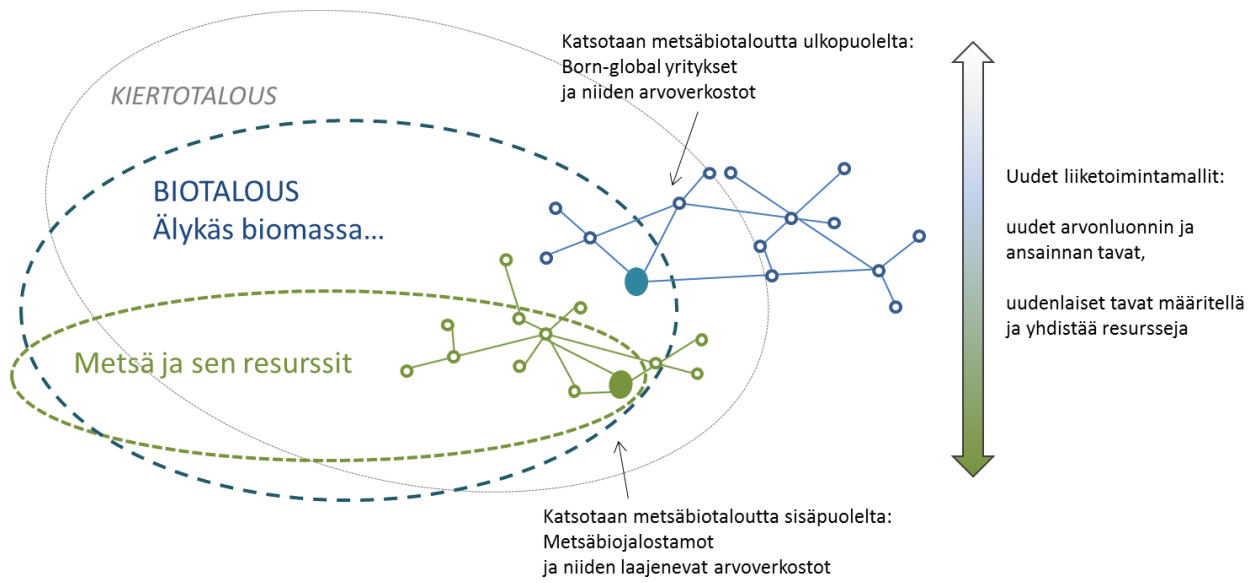 Katsotaan metsäbiotaloutta ulkopuolelta:
Born-global yritykset
ja niiden arvoverkostot
KIERTOTALOUS
BIOTALOUS
Älykäs biomassa...
Metsä ja sen resurssit
Uudet liiketoimintamallit:
uudet arvonluonnin ja
ansainnan tavat,
uudenlaiset tavat määritellä
ja yhdistää resursseja
Katsotaan metsäbiotaloutta sisäpuolelta:
Metsäbiojalostamot
ja niiden laajenevat arvoverkostot